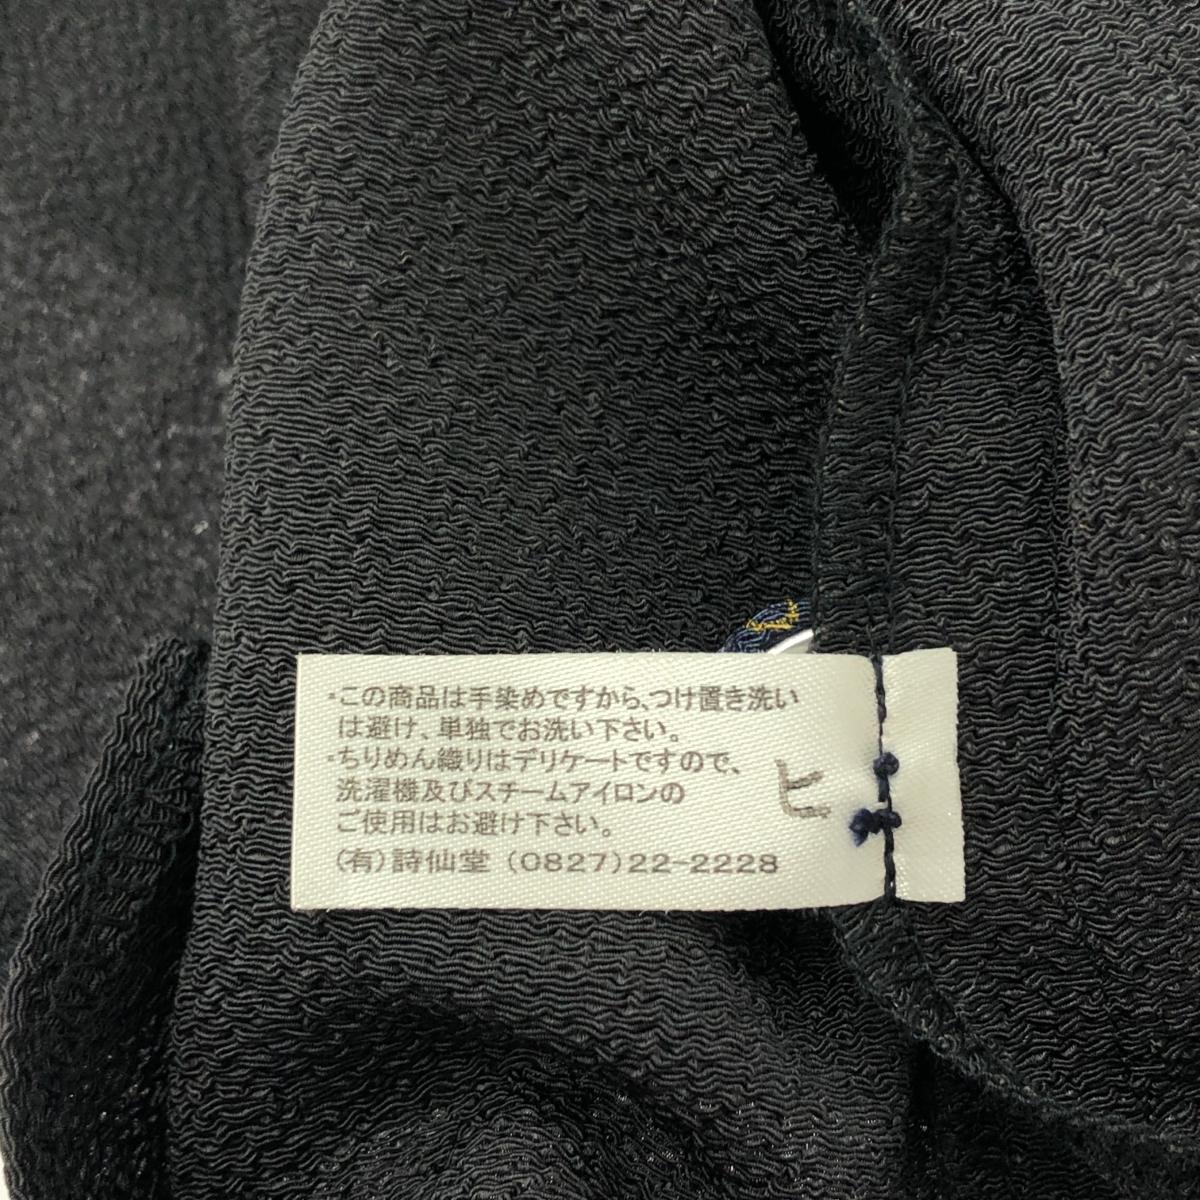 ・この商品は手染めですから、つけ置き洗い
は避け、単独でお洗い下さい。
・ちりめん織りはデリケートですので、
洗濯機及びスチームアイロンの
ご使用はお避け下さい。
(有)詩仙堂 (0827)22-2228
ヒ